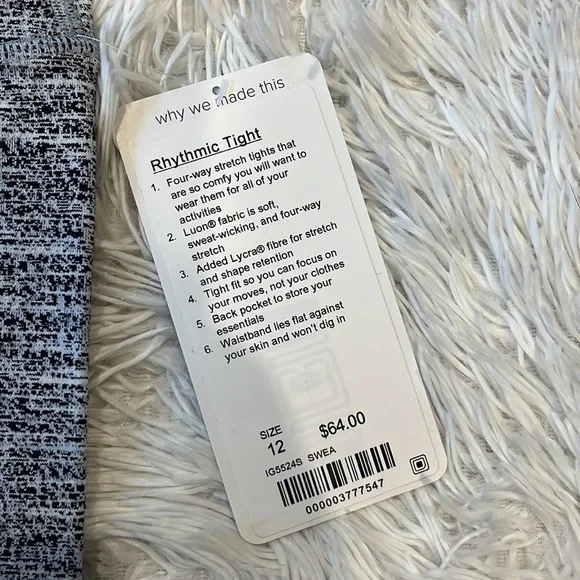 why we made this
Rhythmic Tight
1. Four-way stretch tights that
are so comfy you will want to
wear them for all of your
activities
2. Luon® fabric is soft,
sweat-wicking, and four-way
stretch
3. Added Lycra® fibre for stretch
and shape retention
4. Tight fit so you can focus on
your moves, not your clothes
5. Back pocket to store your
essentials
6. Waistband lies flat against
your skin and won't dig in
SIZE
12 $64.00
IG5524S SWEA
000003777547